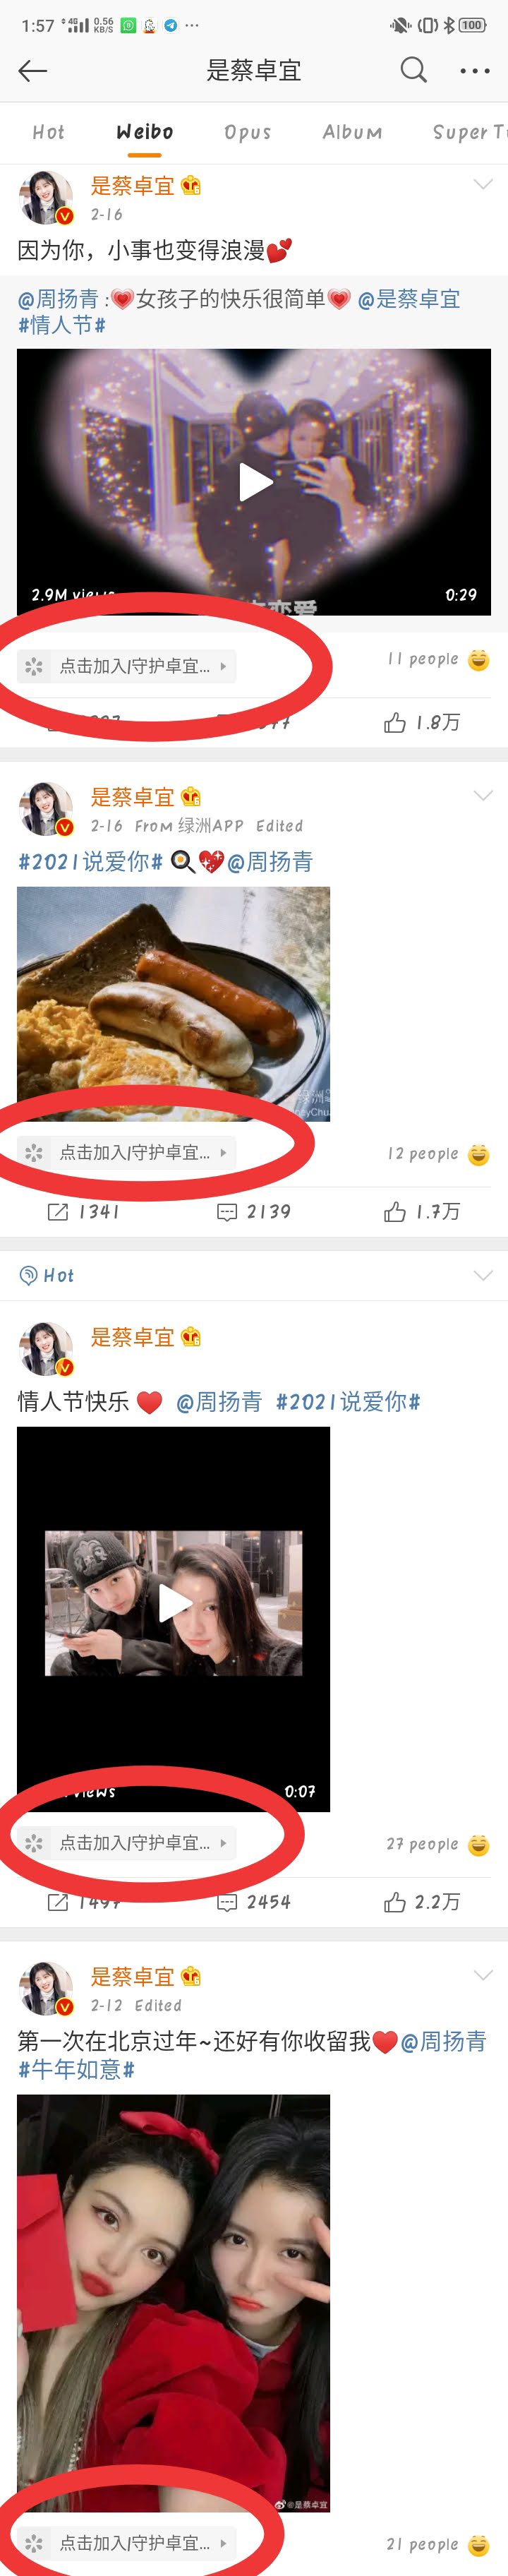 1:57 4G 0.56 KB/S ... 100
是蔡卓宜
Hot Weibo Opus Album Super T
是蔡卓宜
2-16
因为你，小事也变得浪漫💕
@周扬青 :💗女孩子的快乐很简单💗 @是蔡卓宜
#情人节#
2.9M views 0:29
点击加入|守护卓宜...
11 people
1.8万
是蔡卓宜
2-16 From 绿洲APP Edited
#2021说爱你# 🍳💖@周扬青
点击加入|守护卓宜...
12 people
1341 2139 1.7万
Hot
是蔡卓宜
情人节快乐 ❤️ @周扬青 #2021说爱你#
views 0:07
点击加入|守护卓宜...
27 people
1497 2454 2.2万
是蔡卓宜
2-12 Edited
第一次在北京过年~还好有你收留我❤️@周扬青
#牛年如意#
@是蔡卓宜
点击加入|守护卓宜...
21 people